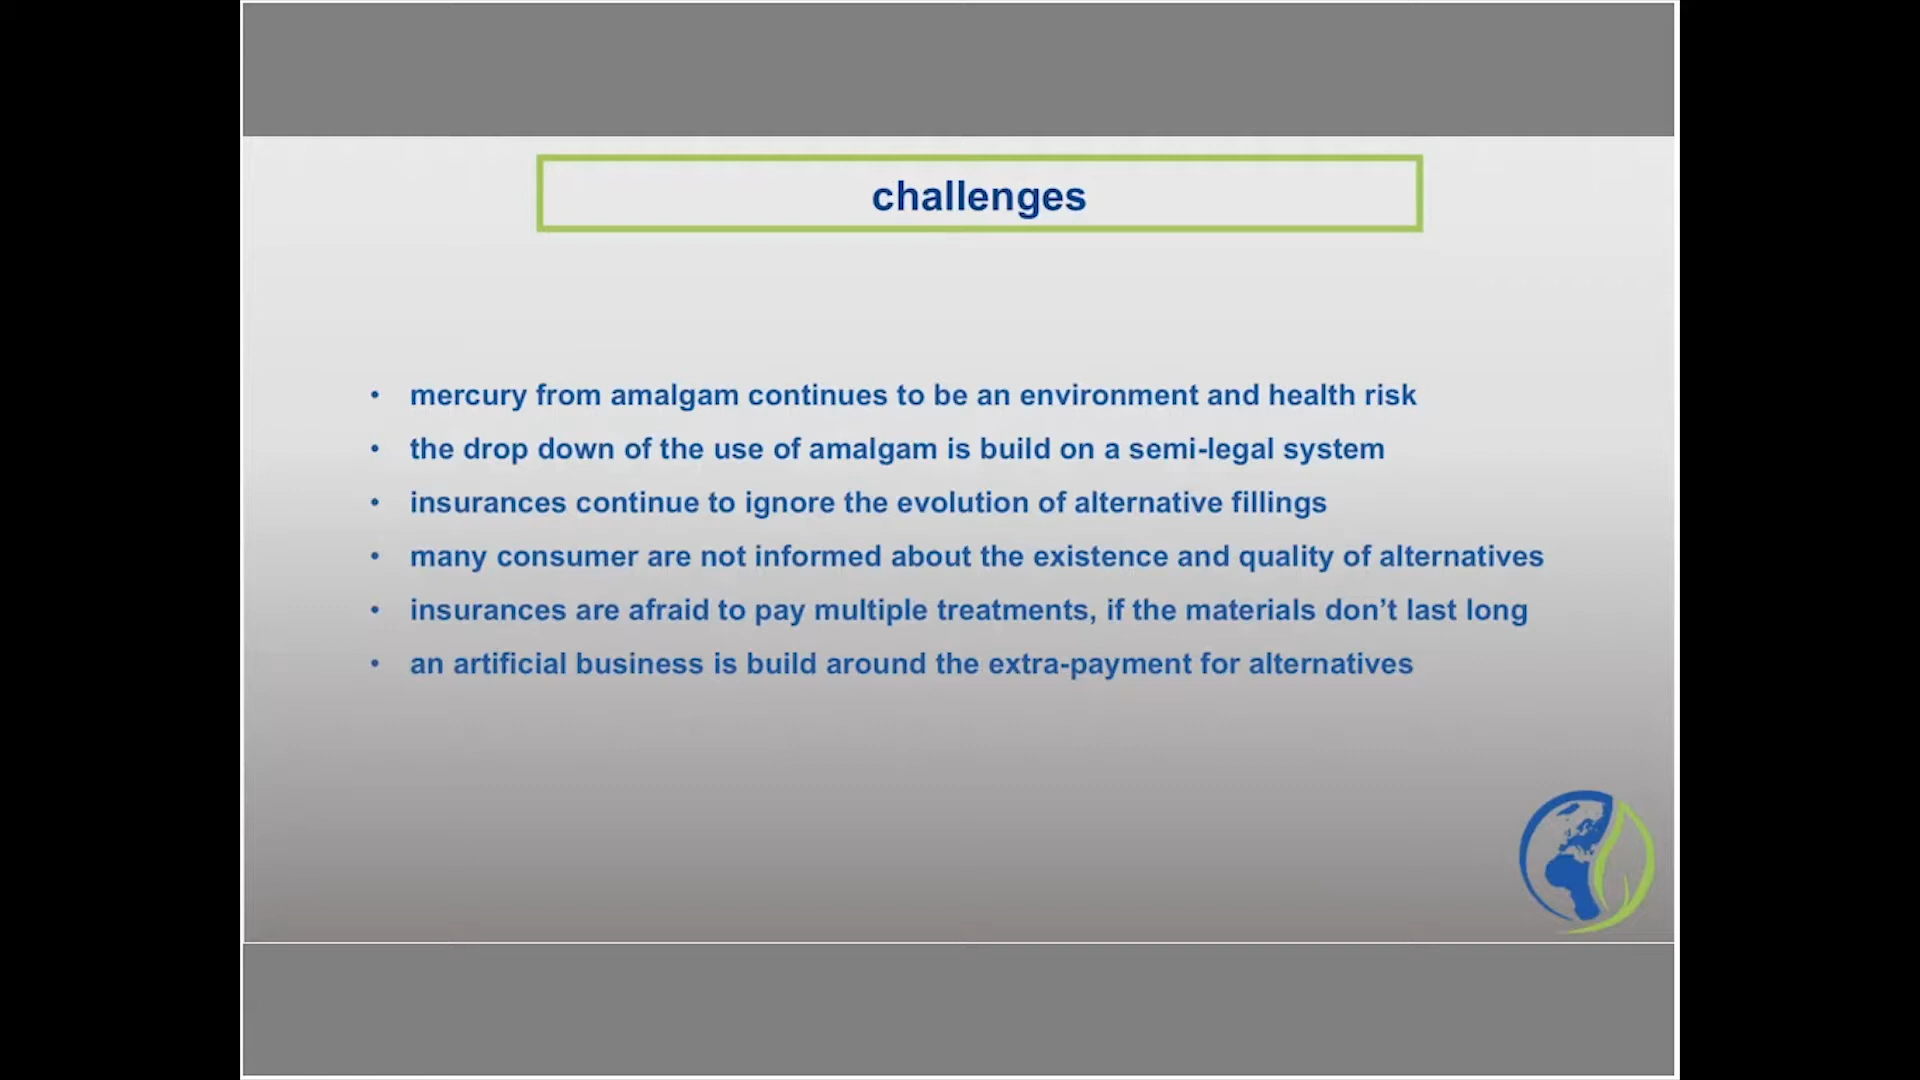 challenges
• mercury from amalgam continues to be an environment and health risk
• the drop down of the use of amalgam is build on a semi-legal system
• insurances continue to ignore the evolution of alternative fillings
• many consumer are not informed about the existence and quality of alternatives
• insurances are afraid to pay multiple treatments, if the materials don’t last long
• an artificial business is build around the extra-payment for alternatives